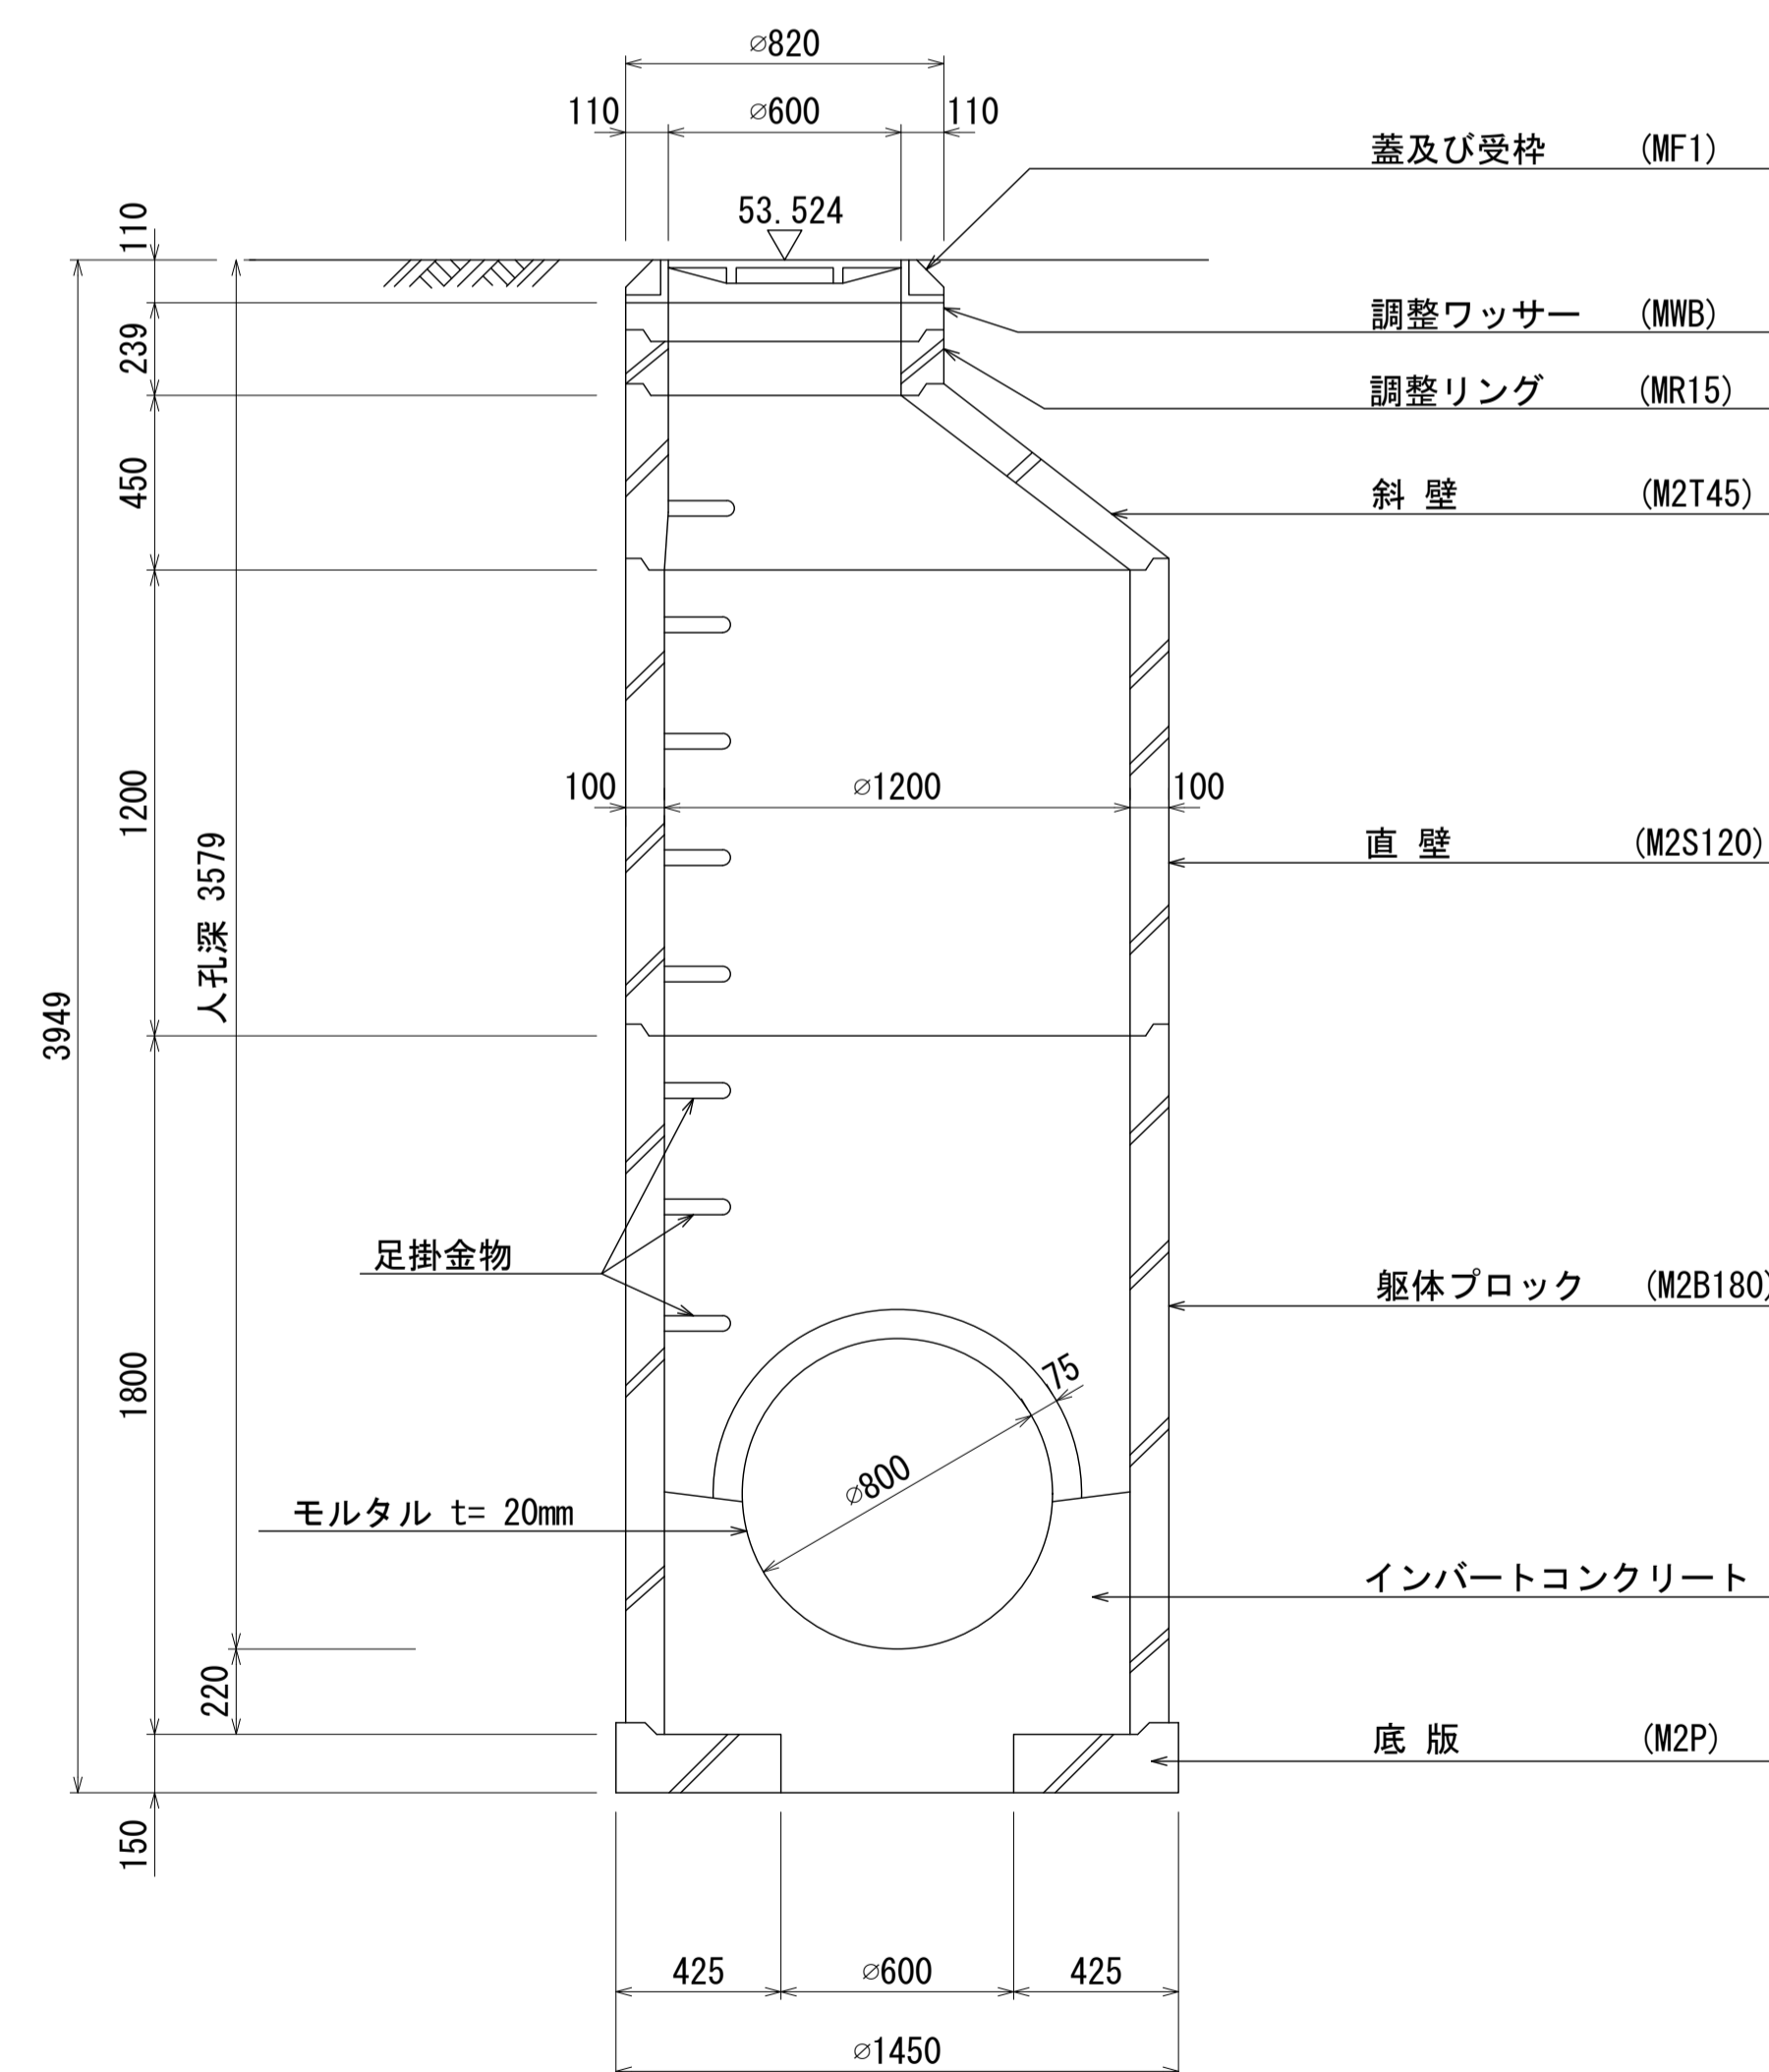 ∅820
110 ∅600 110
蓋及び受枠 (MF1)
53.524
110
調整ワッサー (MWB)
239
調整リング (MR15)
450
斜 壁 (M2T45)
100 ∅1200 100
1200
人孔深 3579
直 壁 (M2S120)
3949
足掛金物
躯体プロック (M2B180)
75
1800
∅800
モルタル t= 20mm
インバートコンクリート
220
底 版 (M2P)
150
425 ∅600 425
∅1450